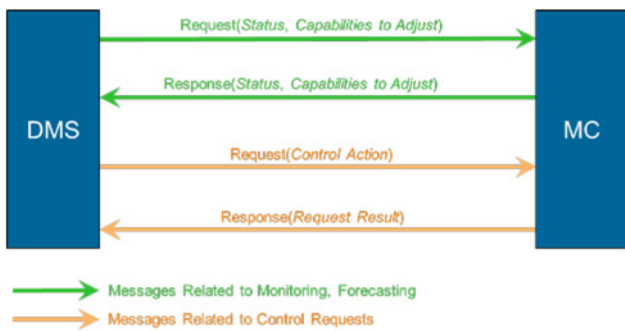 Request(Status, Capabilities to Adjust)
Response(Status, Capabilities to Adjust)
DMS
MC
Request(Control Action)
Response(Request Result)
Messages Related to Monitoring, Forecasting
Messages Related to Control Requests